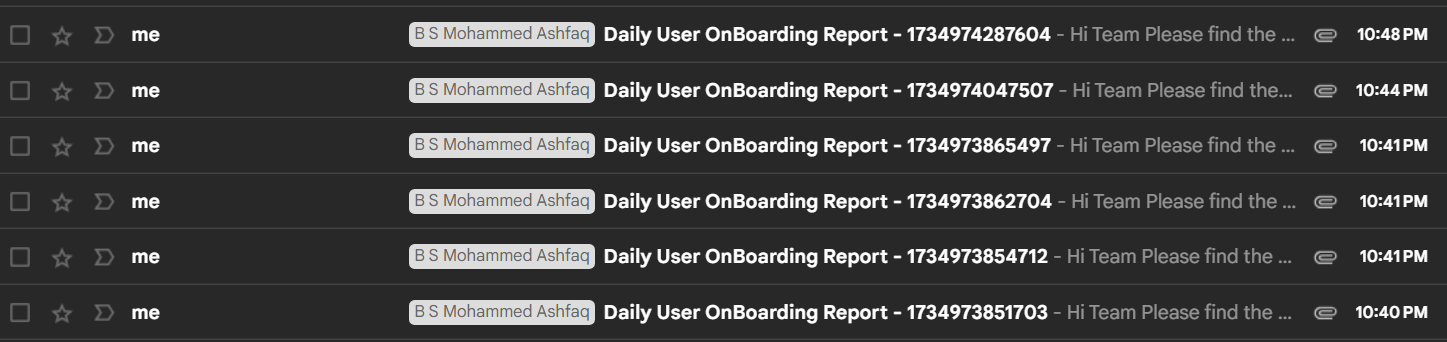 me B S Mohammed Ashfaq Daily User OnBoarding Report - 1734974287604 - Hi Team Please find the ... 10:48 PM
me B S Mohammed Ashfaq Daily User OnBoarding Report - 1734974047507 - Hi Team Please find the... 10:44 PM
me B S Mohammed Ashfaq Daily User OnBoarding Report - 1734973865497 - Hi Team Please find the ... 10:41 PM
me B S Mohammed Ashfaq Daily User OnBoarding Report - 1734973862704 - Hi Team Please find the ... 10:41 PM
me B S Mohammed Ashfaq Daily User OnBoarding Report - 1734973854712 - Hi Team Please find the ... 10:41 PM
me B S Mohammed Ashfaq Daily User OnBoarding Report - 1734973851703 - Hi Team Please find the ... 10:40 PM